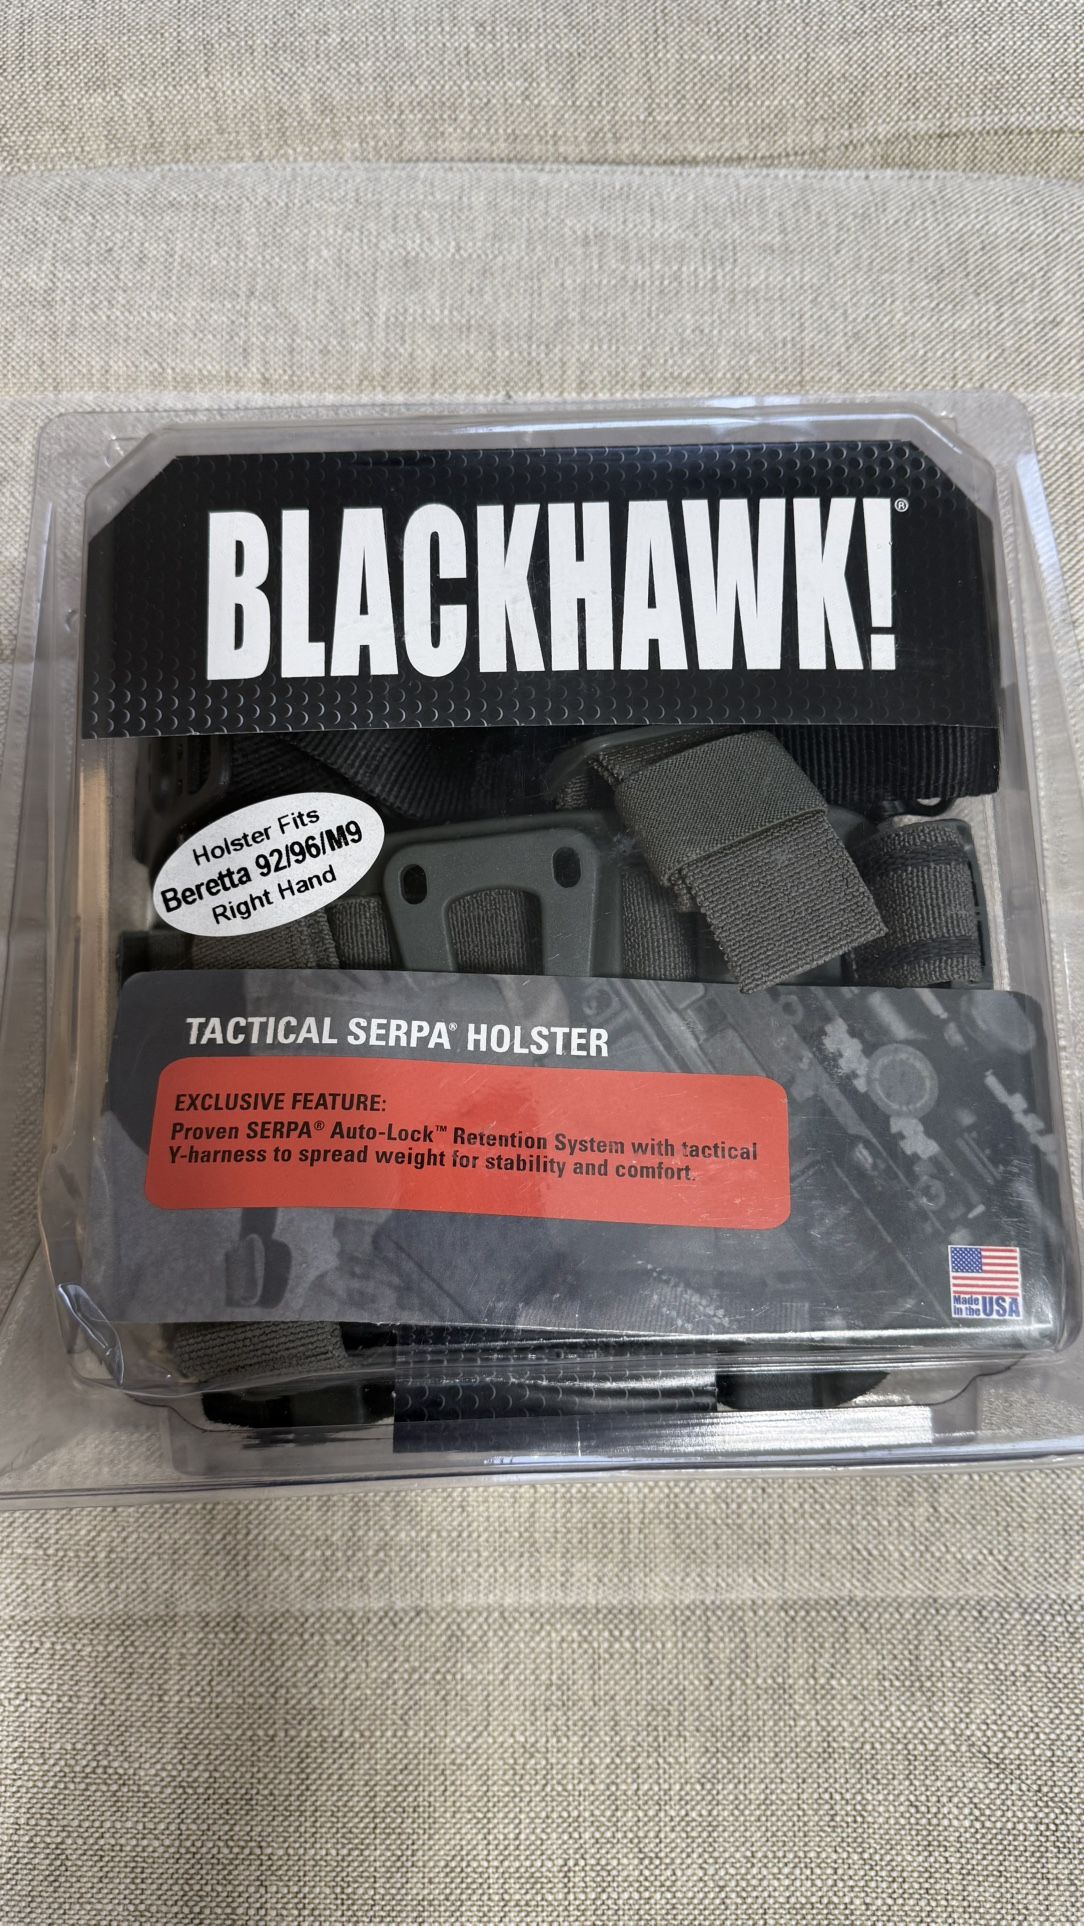 BLACKHAWK!®
Holster Fits
Beretta 92/96/M9
Right Hand
TACTICAL SERPA® HOLSTER
EXCLUSIVE FEATURE:
Proven SERPA® Auto-Lock™ Retention System with tactical
Y-harness to spread weight for stability and comfort.
Made
in the USA